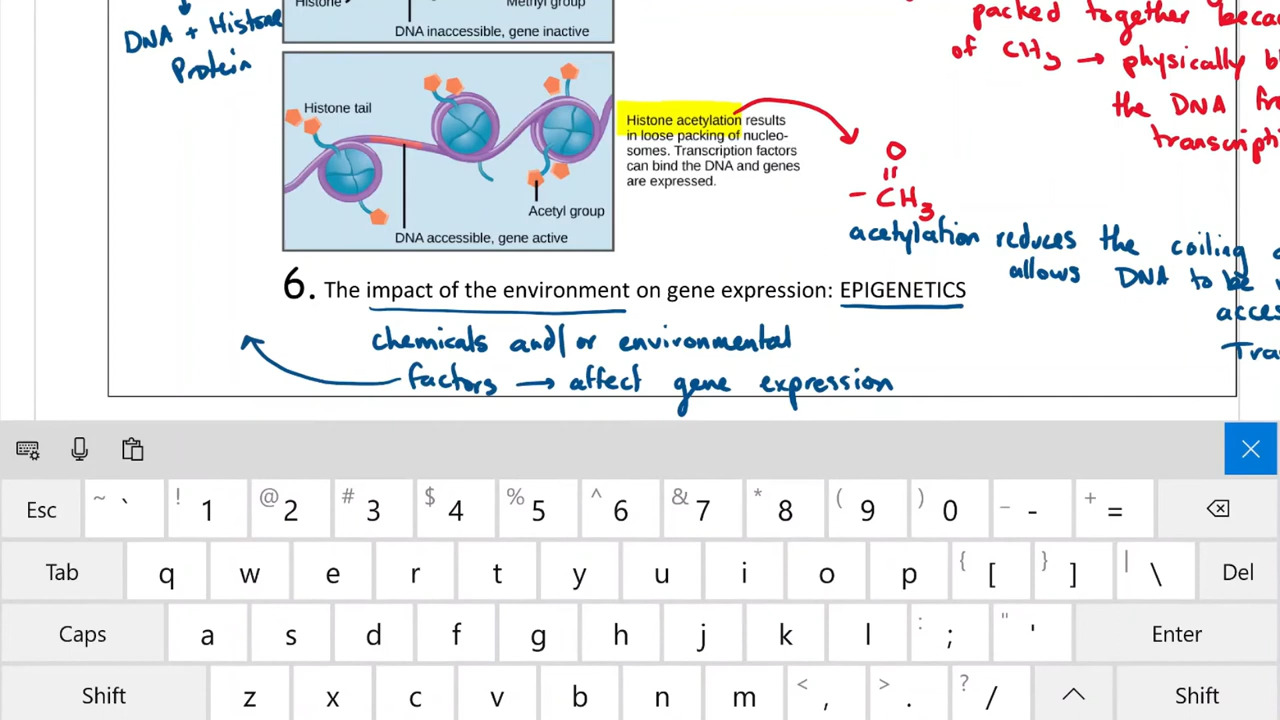 Histone
Methyl group
DNA inaccessible, gene inactive
DNA + Histone
Protein
packed together
of CH3 → physically
the DNA
Histone tail
Acetyl group
DNA accessible, gene active
Histone acetylation results
in loose packing of nucleo-
somes. Transcription factors
can bind the DNA and genes
are expressed.
O
-CH3
acetylation reduces the coiling
allows DNA to be
6. The impact of the environment on gene expression: EPIGENETICS
chemicals and/or environmental
factors → affect gene expression
Esc ~ ` ! 1 @ 2 # 3 $ 4 % 5 ^ 6 & 7 * 8 ( 9 ) 0 _ - + =
Tab q w e r t y u i o p { [ } ] | \ Del
Caps a s d f g h j k l : ; " ' Enter
Shift z x c v b n m < , > . ? / Shift